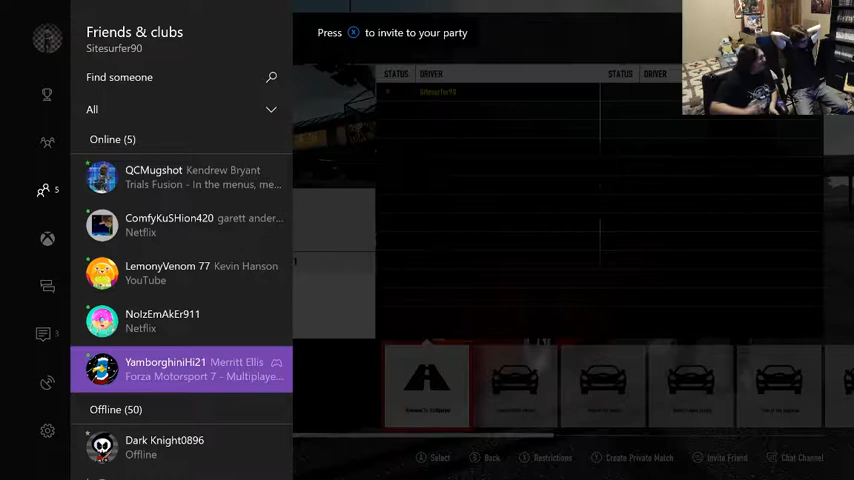 Friends & clubs
Sitesurfer90
Find someone
All
Online (5)
QCMugshot Kendrew Bryant
Trials Fusion - In the menus, me...
ComfyKuSHion420 garett ander...
Netflix
LemonyVenom 77 Kevin Hanson
YouTube
NoIzEmAkEr911
Netflix
YamborghiniHi21 Merritt Ellis
Forza Motorsport 7 - Multiplaye...
Offline (50)
Dark Knight0896
Offline
5
3
Press X to invite to your party
STATUS DRIVER STATUS DRIVER
Sitesurfer90
A Select B Back Restrictions Y Create Private Match Invite Friend Chat Channel